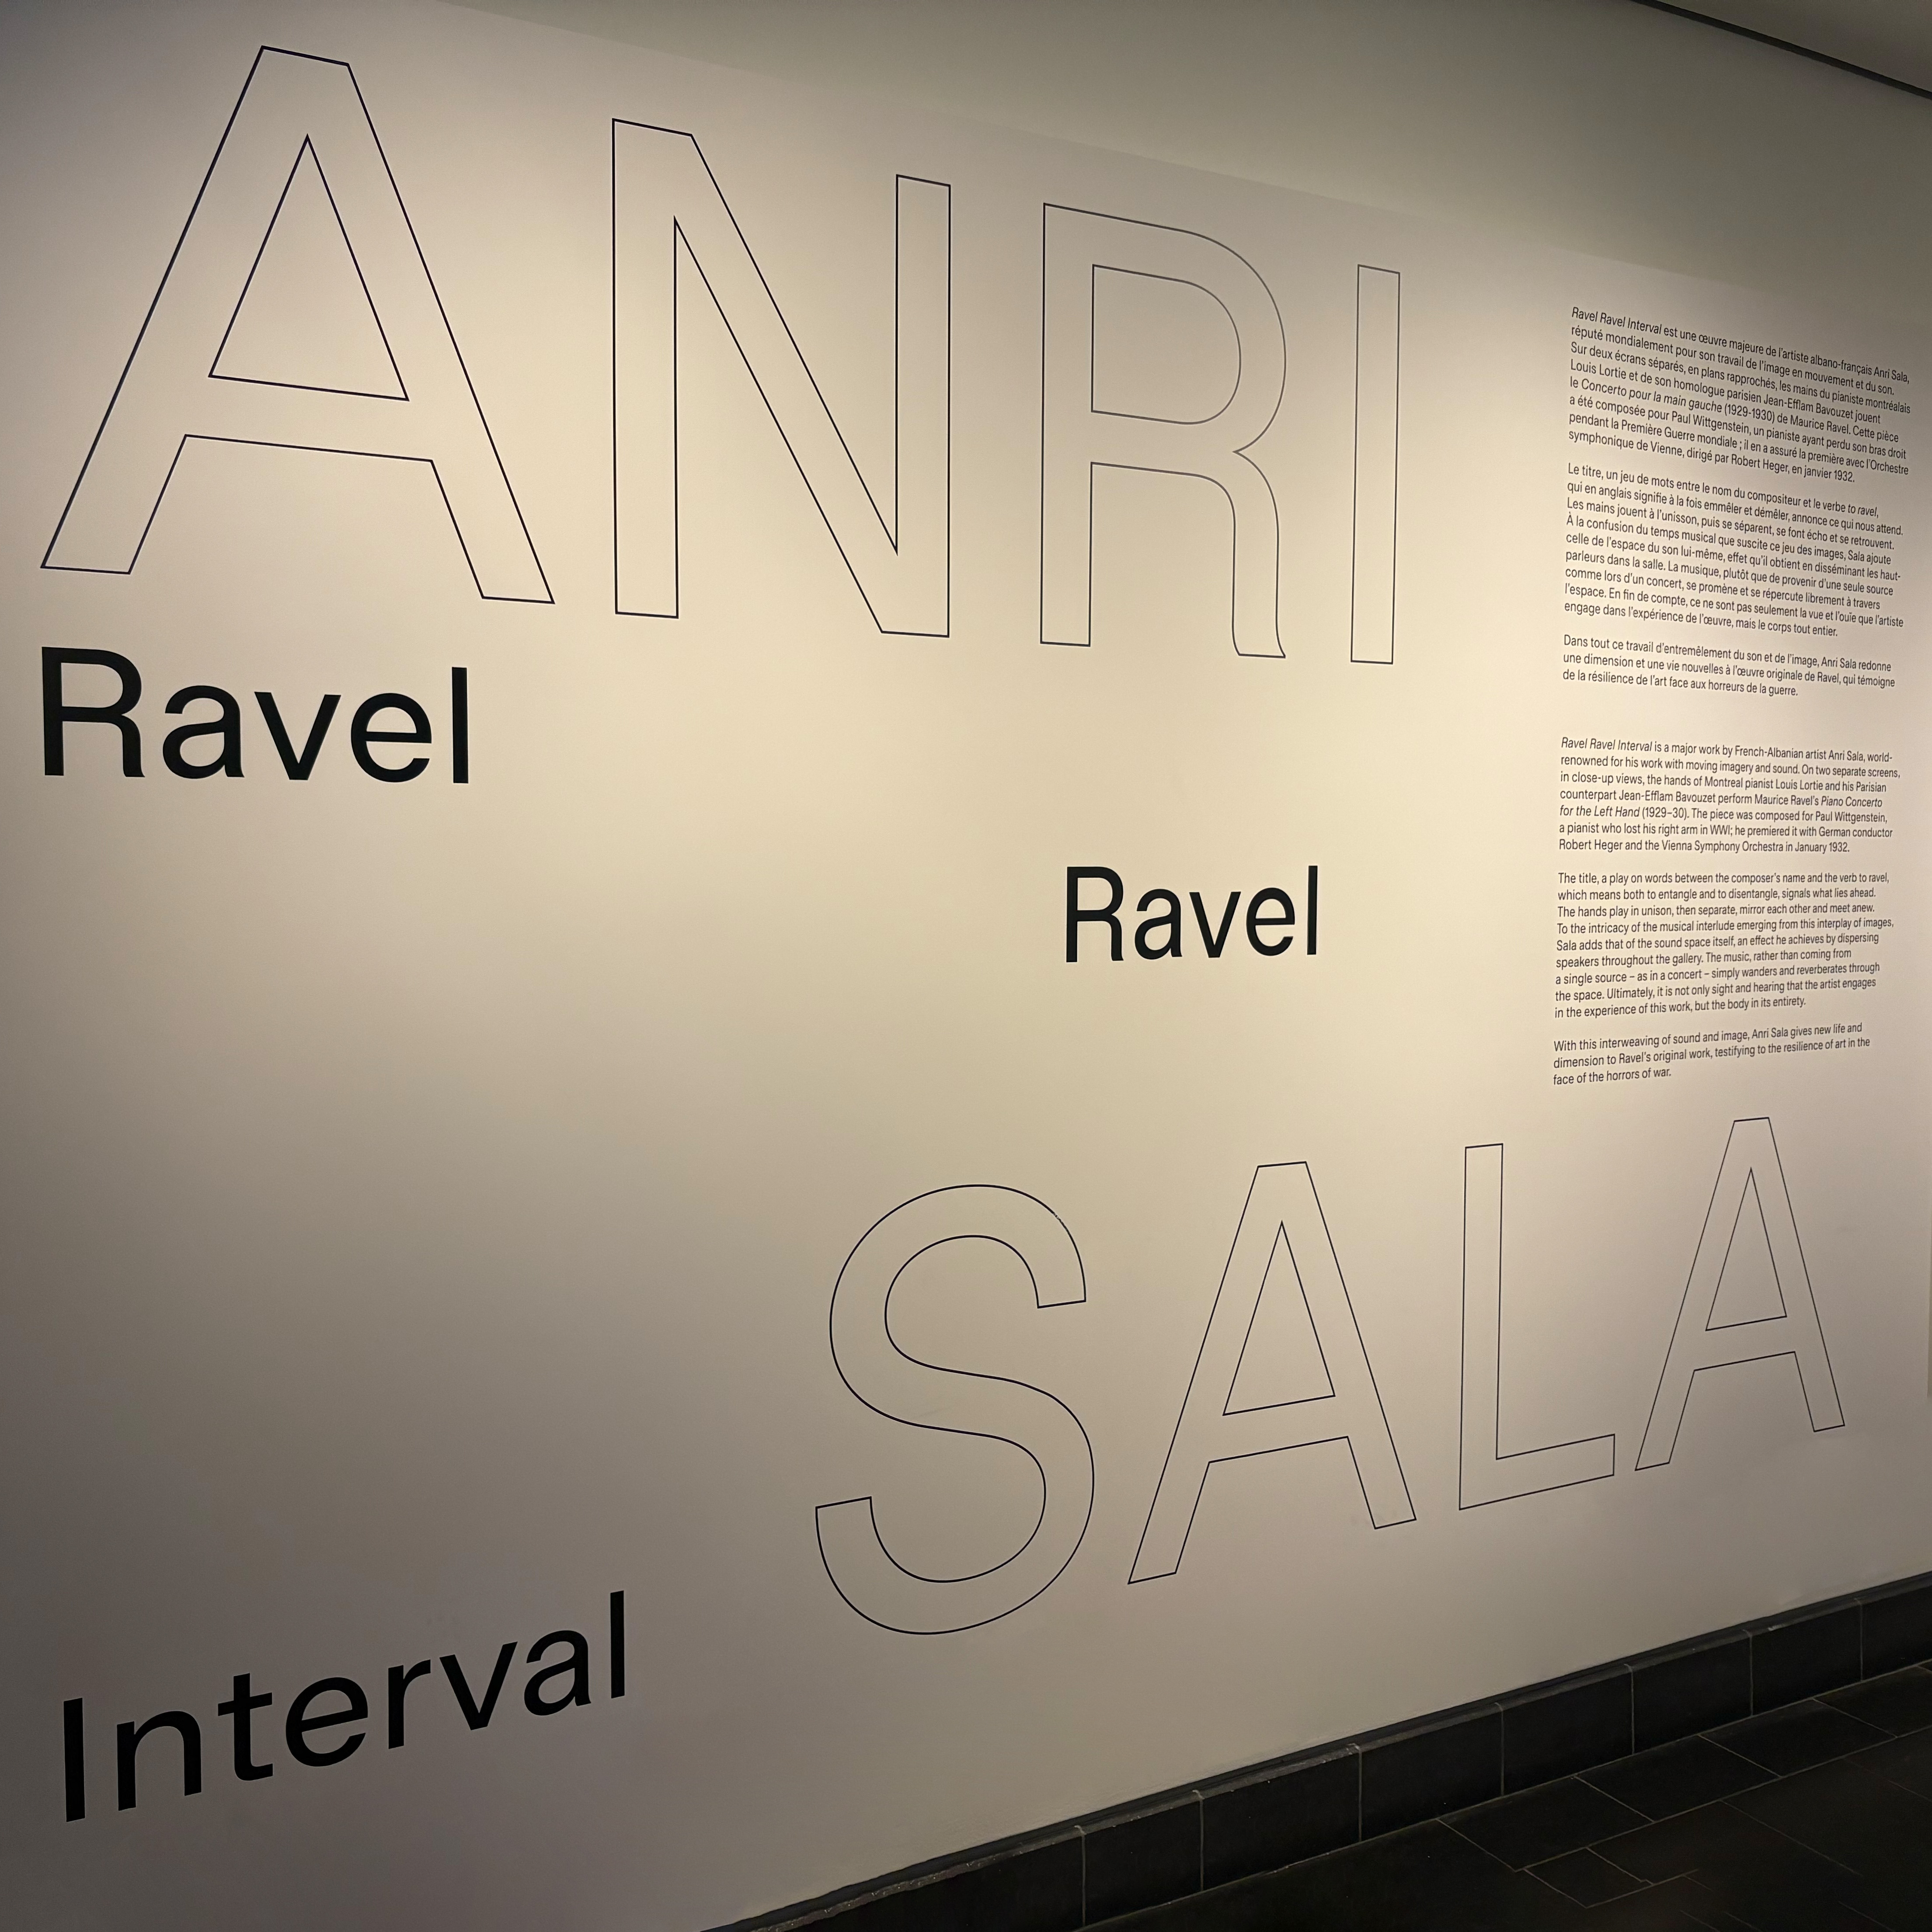 ANRI
Ravel
Ravel
SALA
Interval
Ravel Ravel Interval est une œuvre majeure de l'artiste albano-français Anri Sala,
réputé mondialement pour son travail de l'image en mouvement et du son.
Sur deux écrans séparés, en plans rapprochés, les mains du pianiste montréalais
Louis Lortie et de son homologue parisien Jean-Efflam Bavouzet jouent
le Concerto pour la main gauche (1929-1930) de Maurice Ravel. Cette pièce
a été composée pour Paul Wittgenstein, un pianiste ayant perdu son bras droit
pendant la Première Guerre mondiale ; il en a assuré la première avec l'Orchestre
symphonique de Vienne, dirigé par Robert Heger, en janvier 1932.
Le titre, un jeu de mots entre le nom du compositeur et le verbe to ravel,
qui en anglais signifie à la fois emmêler et démêler, annonce ce qui nous attend.
Les mains jouent à l'unisson, puis se séparent, se font écho et se retrouvent.
À la confusion du temps musical que suscite ce jeu des images, Sala ajoute
celle de l'espace du son lui-même, effet qu'il obtient en disséminant les haut-
parleurs dans la salle. La musique, plutôt que de provenir d'une seule source
comme lors d'un concert, se promène et se répercute librement à travers
l'espace. En fin de compte, ce ne sont pas seulement la vue et l'ouïe que l'artiste
engage dans l'expérience de l'œuvre, mais le corps tout entier.
Dans tout ce travail d'entremêlement du son et de l'image, Anri Sala redonne
une dimension et une vie nouvelles à l'œuvre originale de Ravel, qui témoigne
de la résilience de l'art face aux horreurs de la guerre.
Ravel Ravel Interval is a major work by French-Albanian artist Anri Sala, world-
renowned for his work with moving imagery and sound. On two separate screens,
in close-up views, the hands of Montreal pianist Louis Lortie and his Parisian
counterpart Jean-Efflam Bavouzet perform Maurice Ravel's Piano Concerto
for the Left Hand (1929–30). The piece was composed for Paul Wittgenstein,
a pianist who lost his right arm in WWI; he premiered it with German conductor
Robert Heger and the Vienna Symphony Orchestra in January 1932.
The title, a play on words between the composer's name and the verb to ravel,
which means both to entangle and to disentangle, signals what lies ahead.
The hands play in unison, then separate, mirror each other and meet anew.
To the intricacy of the musical interlude emerging from this interplay of images,
Sala adds that of the sound space itself, an effect he achieves by dispersing
speakers throughout the gallery. The music, rather than coming from
a single source – as in a concert – simply wanders and reverberates through
the space. Ultimately, it is not only sight and hearing that the artist engages
in the experience of this work, but the body in its entirety.
With this interweaving of sound and image, Anri Sala gives new life and
dimension to Ravel's original work, testifying to the resilience of art in the
face of the horrors of war.